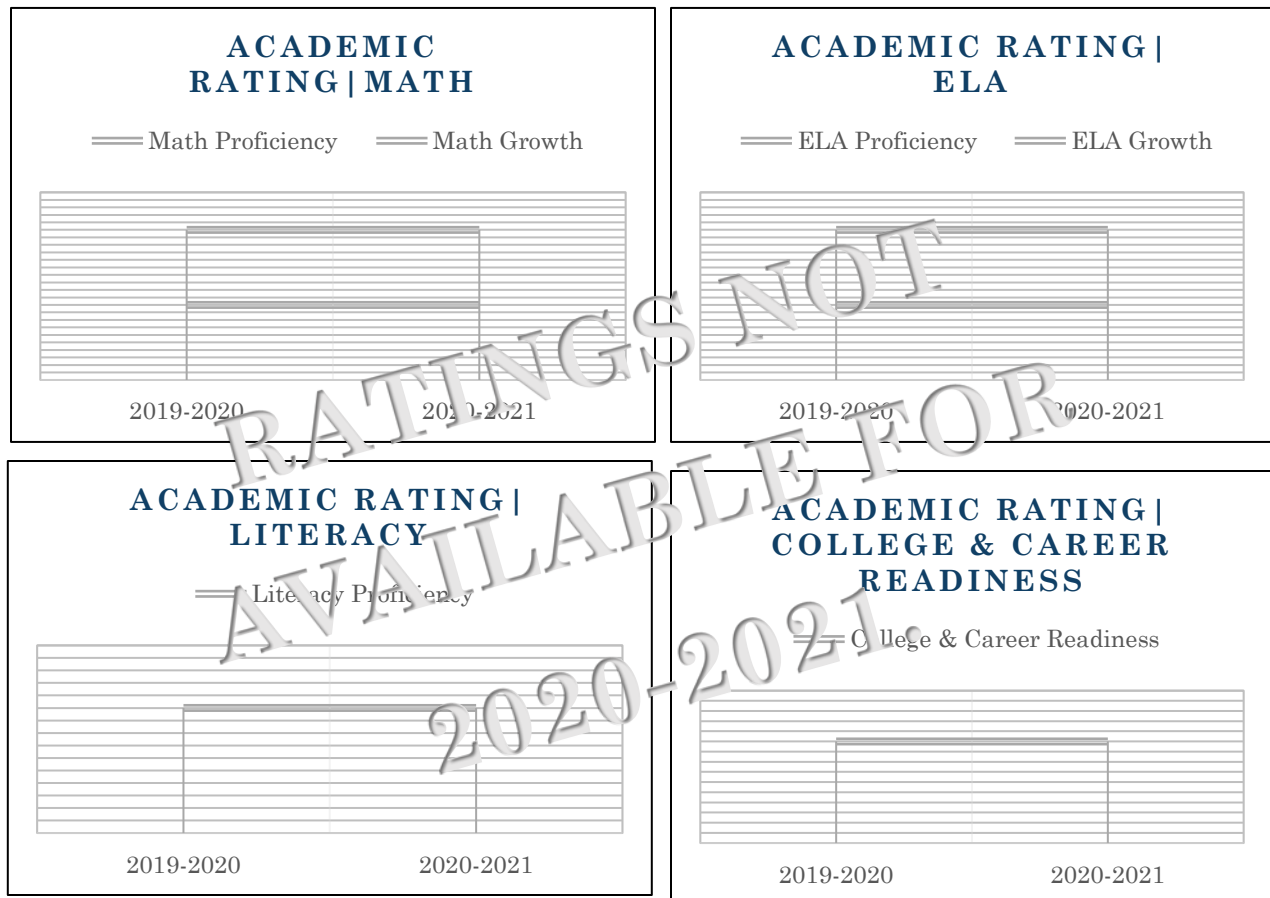 ACADEMIC
RATING|MATH
Math Proficiency Math Growth
2019-2020 2020-2021
ACADEMIC RATING|
ELA
ELA Proficiency ELA Growth
2019-2020 2020-2021
ACADEMIC RATING|
LITERACY
Literacy Proficiency
2019-2020 2020-2021
ACADEMIC RATING|
COLLEGE & CAREER
READINESS
College & Career Readiness
2019-2020 2020-2021
RATINGS NOT
AVAILABLE FOR
2020-2021.